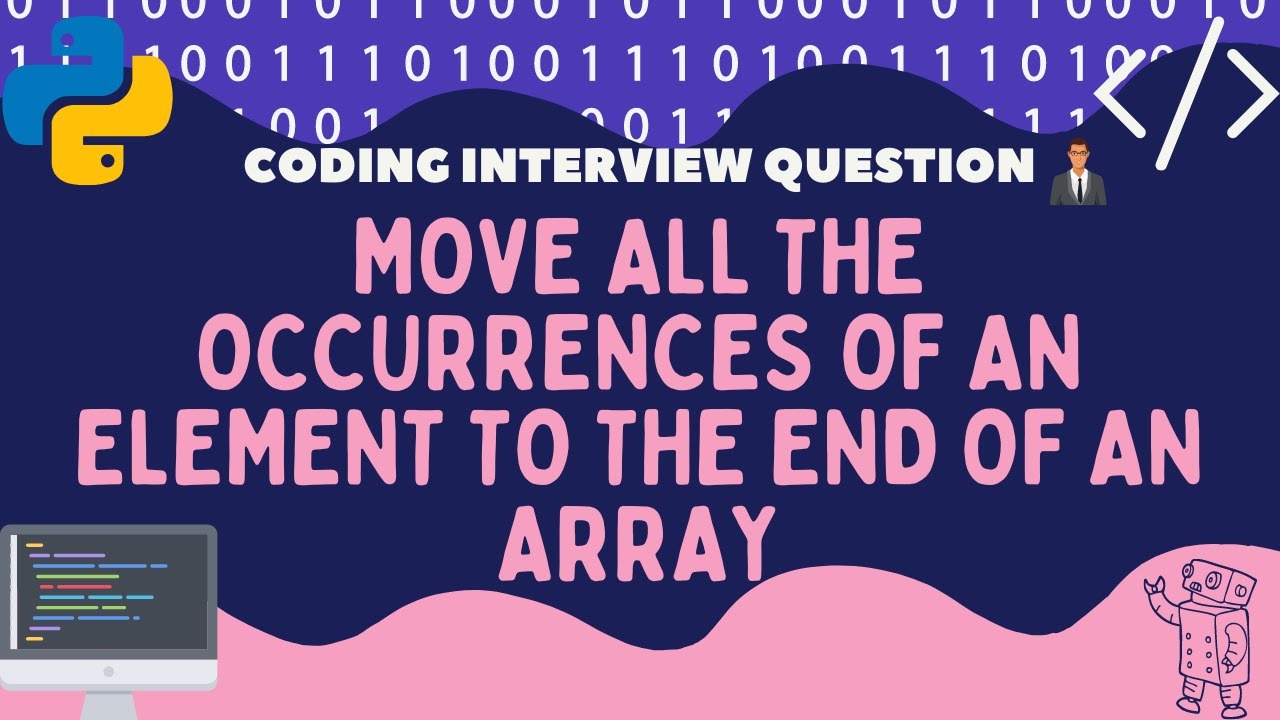 CODING INTERVIEW QUESTION
MOVE ALL THE
OCCURRENCES OF AN
ELEMENT TO THE END OF AN
ARRAY